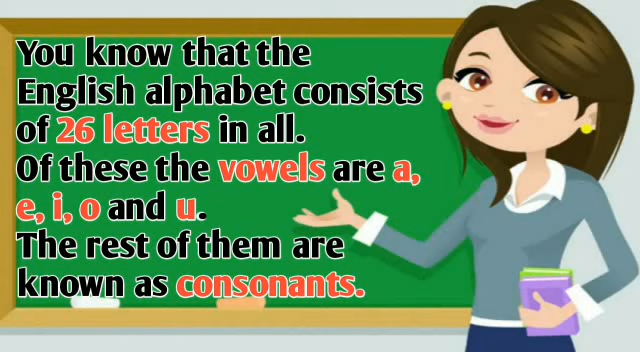 You know that the
English alphabet consists
of 26 letters in all.
Of these the vowels are a,
e, i, o and u.
The rest of them are
known as consonants.